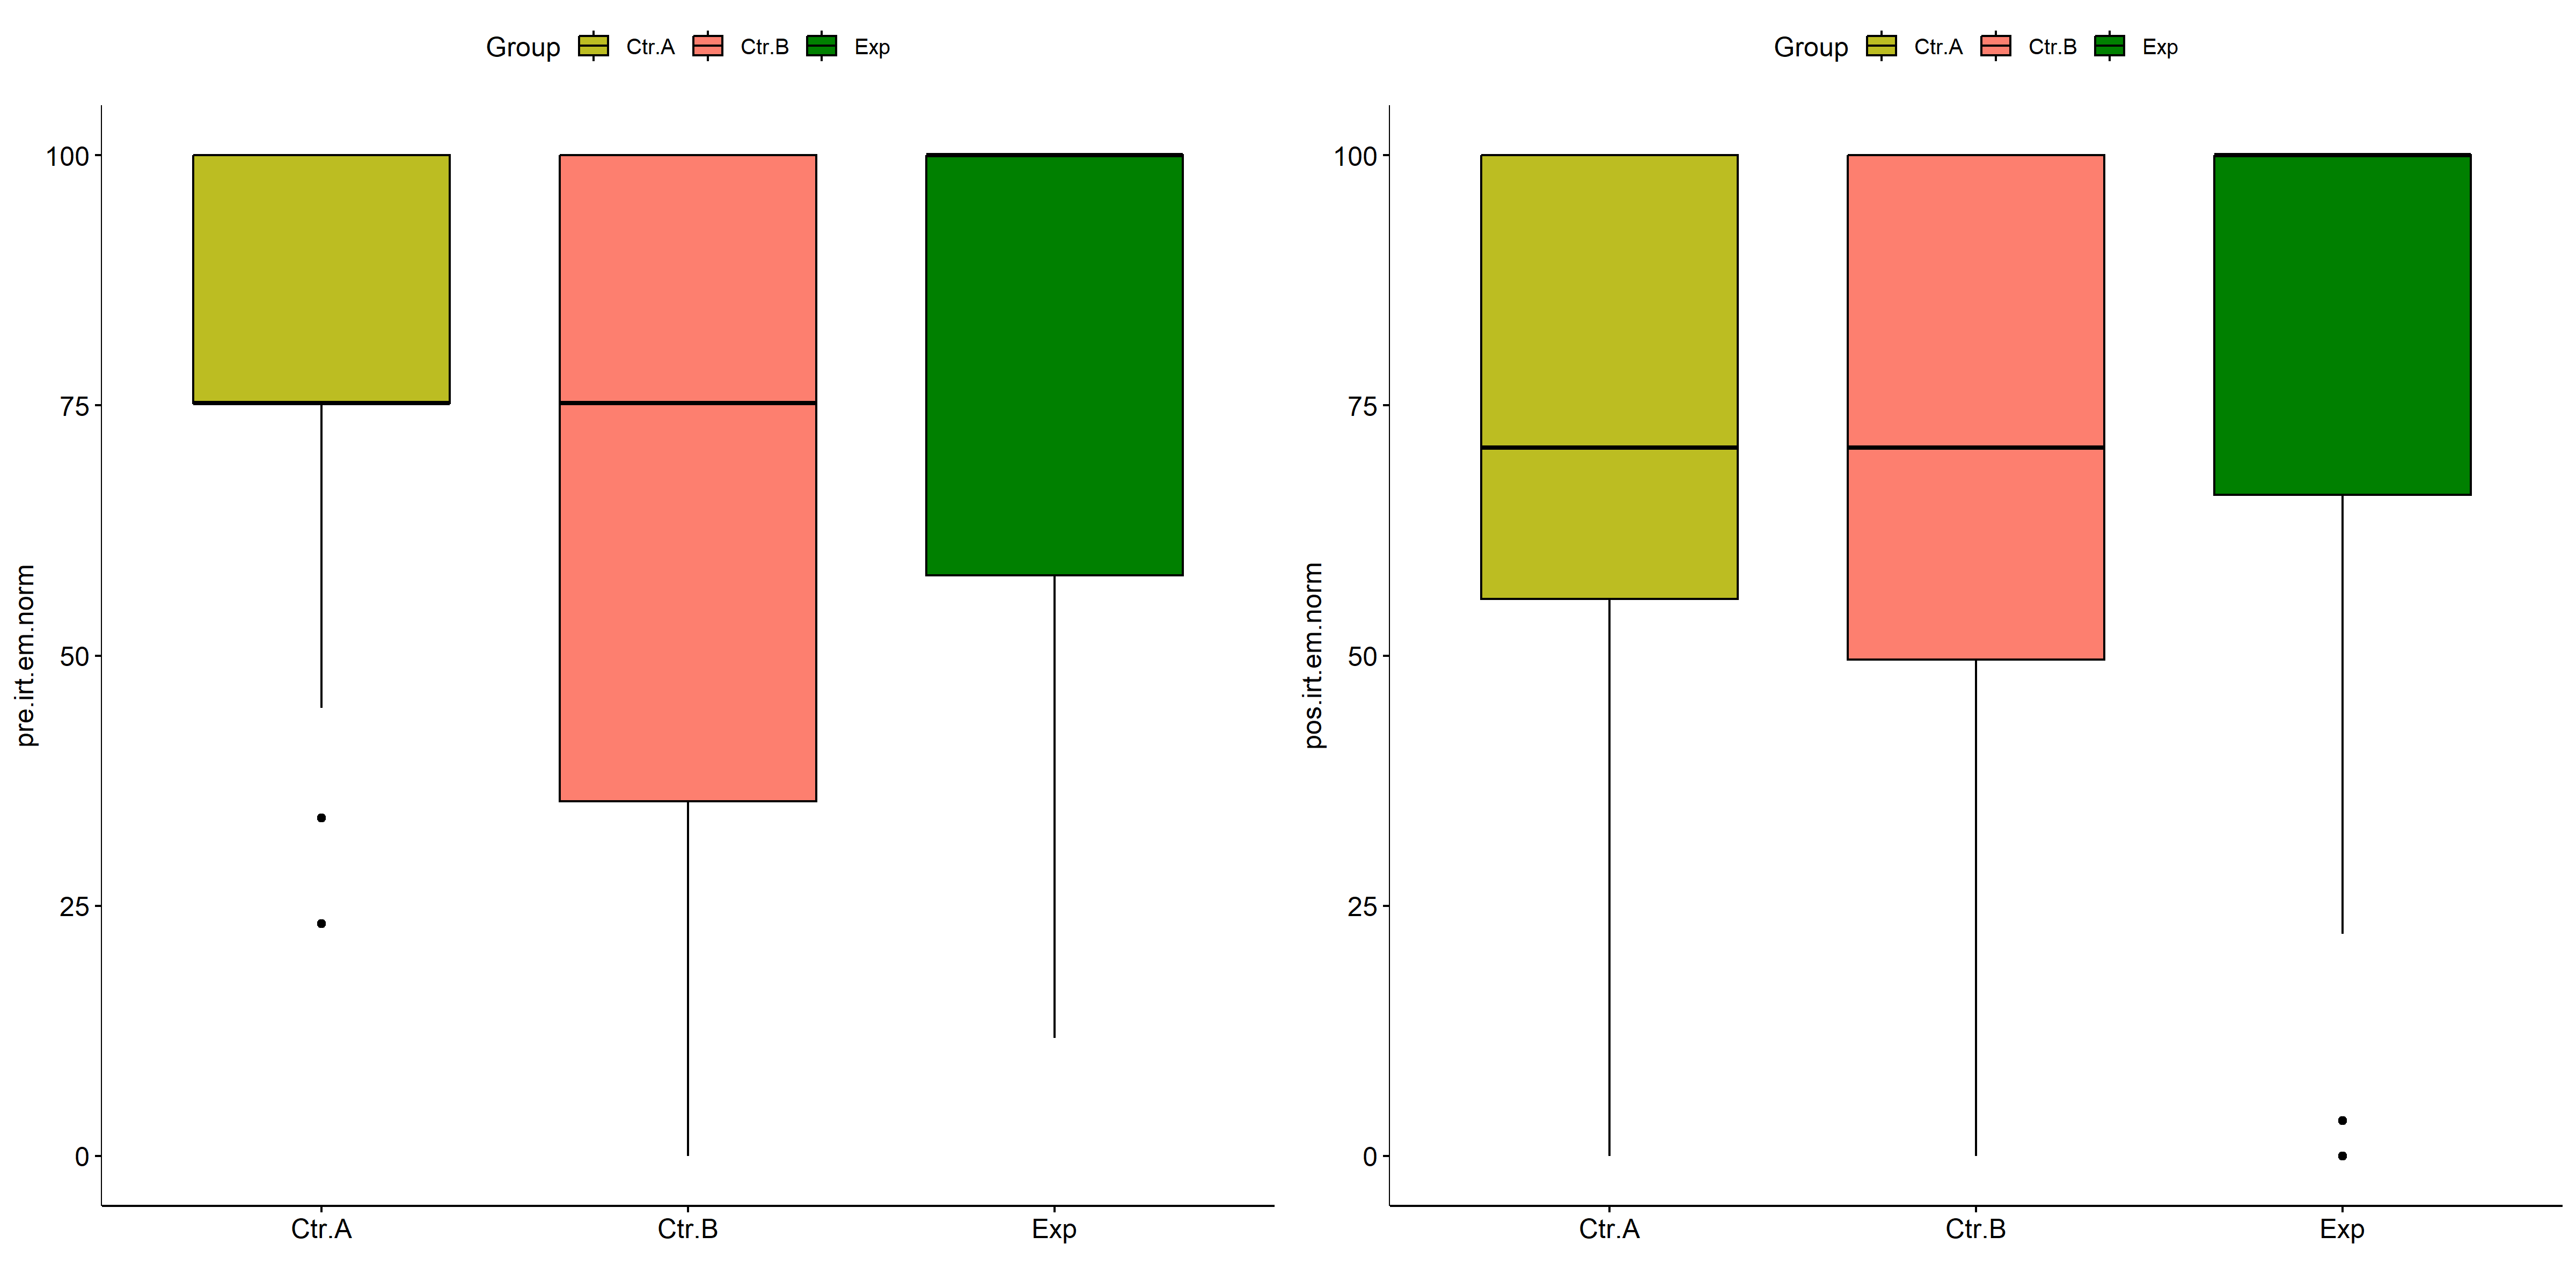 Group Ctr.A Ctr.B Exp
100
75
50
25
0
pre.irt.em.norm
Ctr.A Ctr.B Exp
Group Ctr.A Ctr.B Exp
100
75
50
25
0
pos.irt.em.norm
Ctr.A Ctr.B Exp